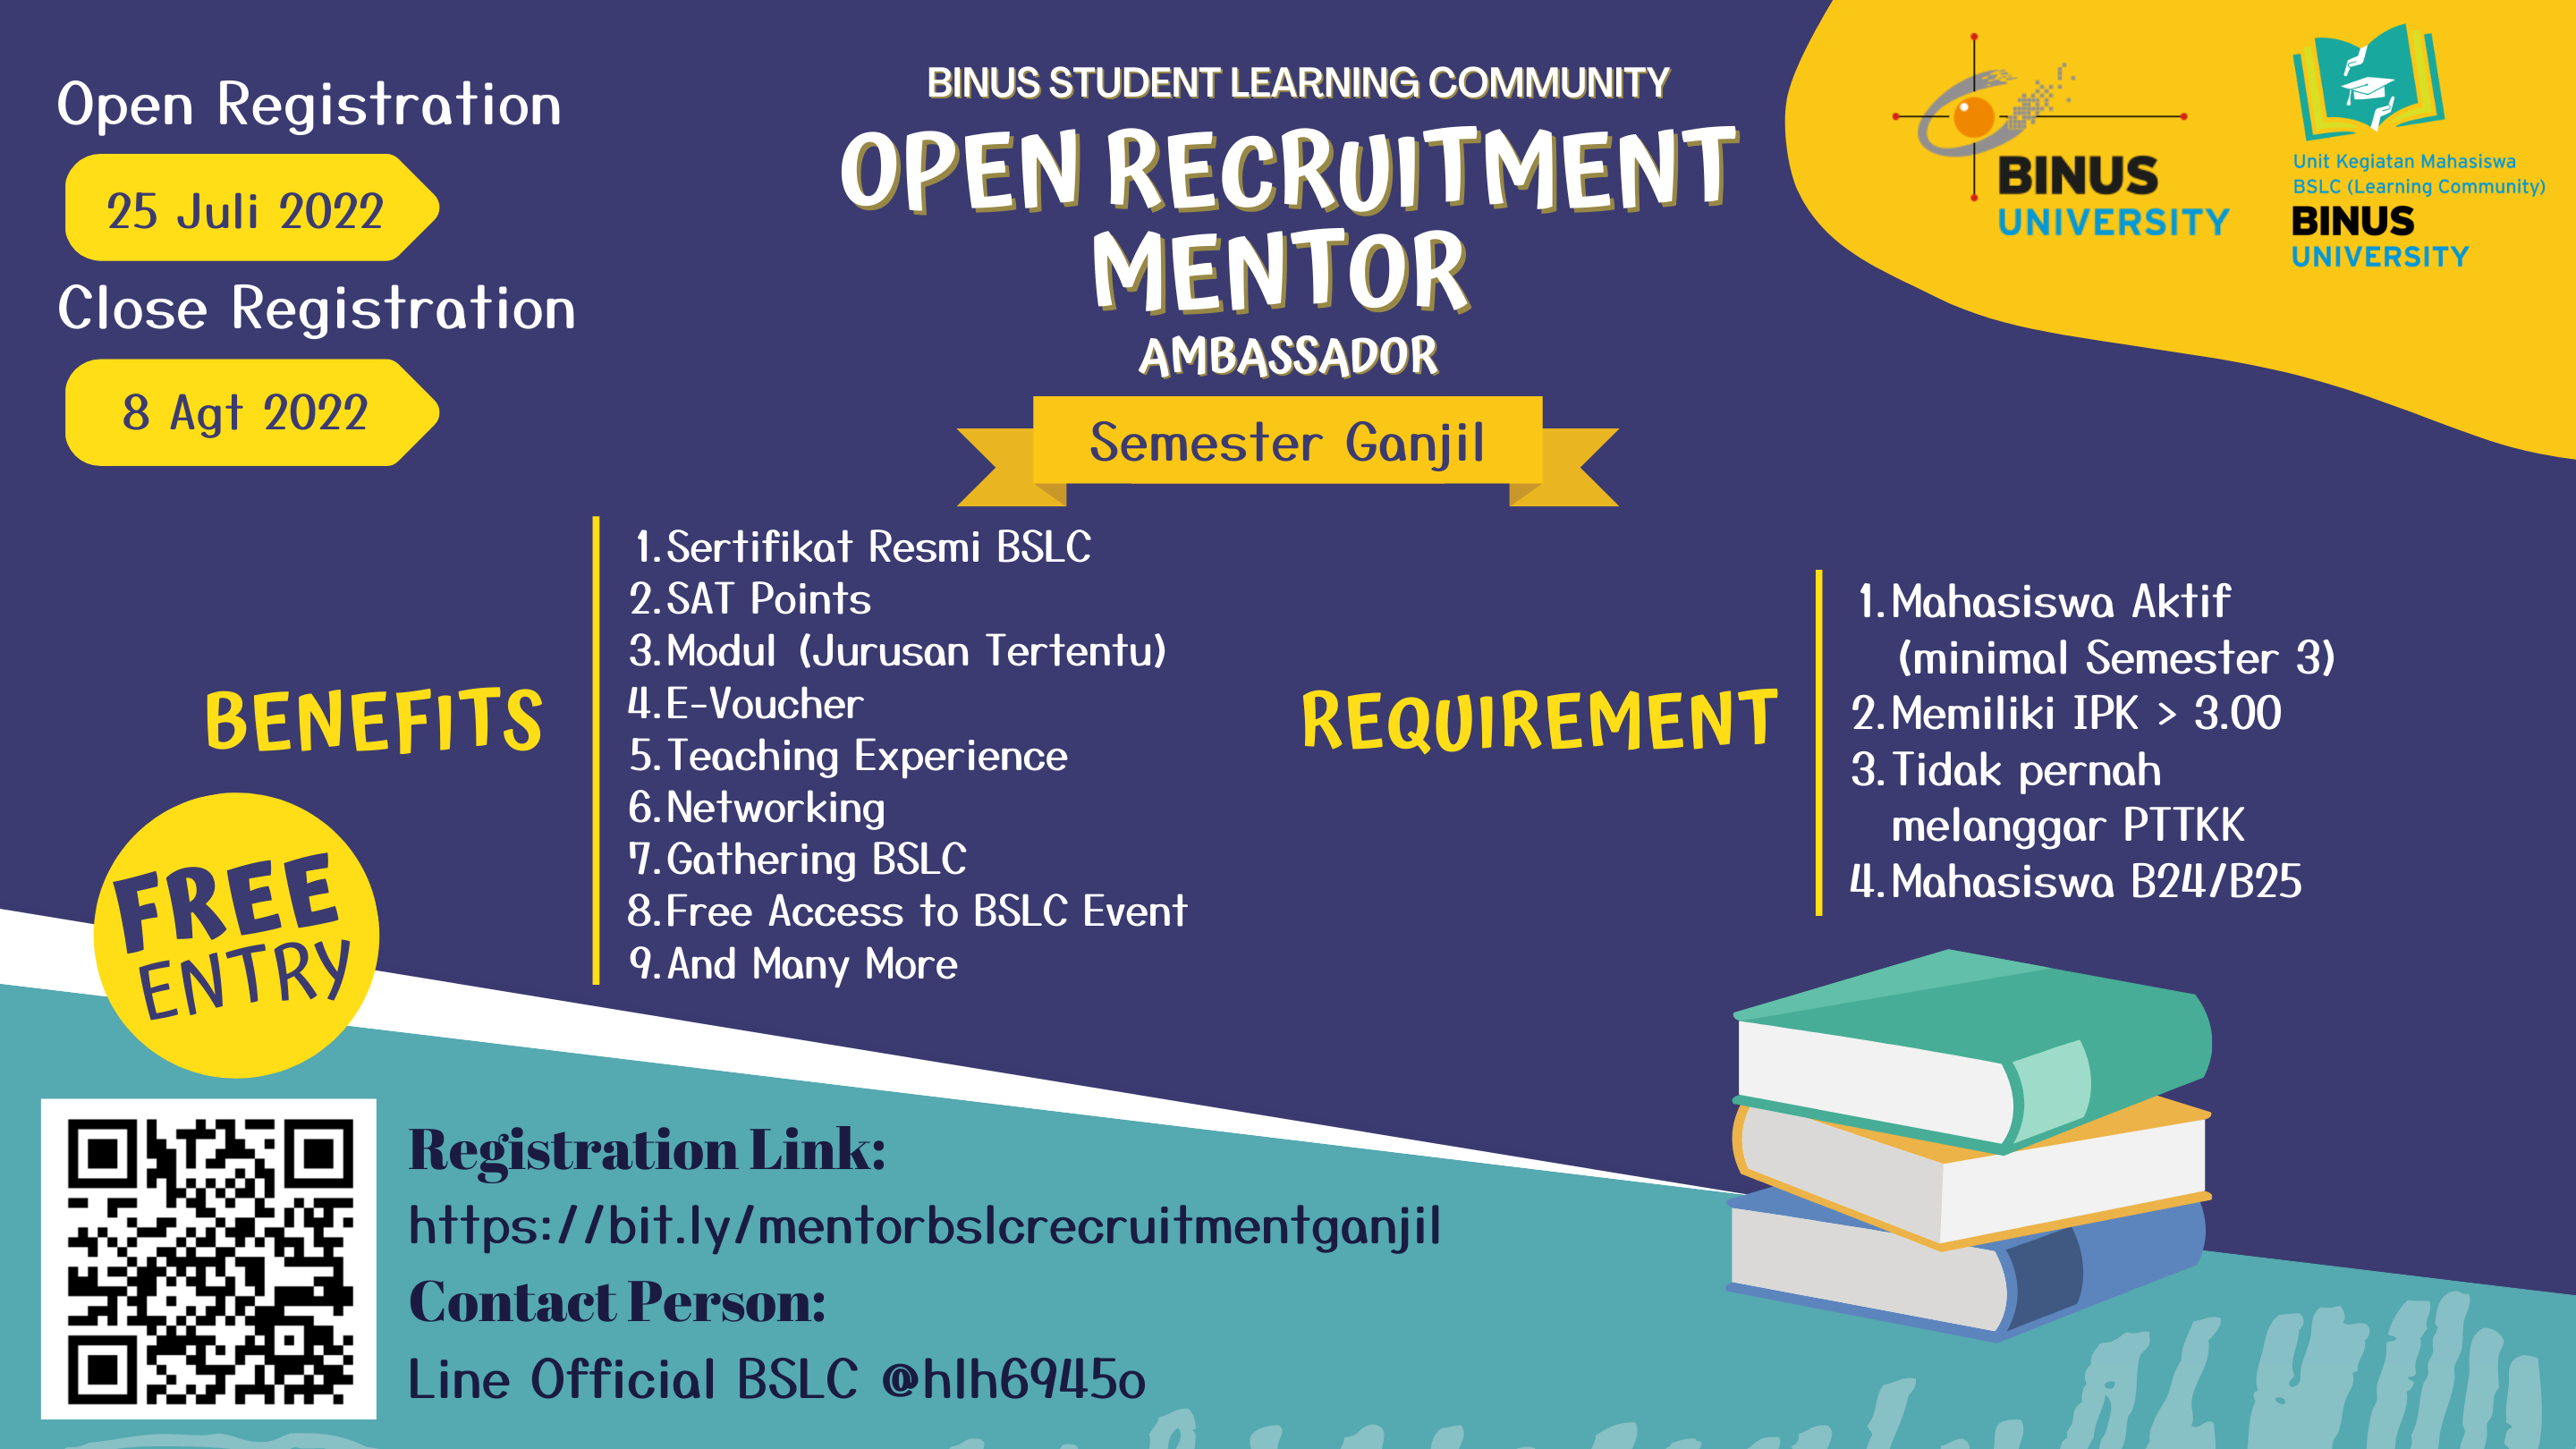 Open Registration
25 Juli 2022
Close Registration
8 Agt 2022
BINUS STUDENT LEARNING COMMUNITY
OPEN RECRUITMENT
MENTOR
AMBASSADOR
Semester Ganjil
BINUS
UNIVERSITY
Unit Kegiatan Mahasiswa
BSLC (Learning Community)
BINUS
UNIVERSITY
BENEFITS
1. Sertifikat Resmi BSLC
2. SAT Points
3. Modul (Jurusan Tertentu)
4. E-Voucher
5. Teaching Experience
6. Networking
7. Gathering BSLC
8. Free Access to BSLC Event
9. And Many More
REQUIREMENT
1. Mahasiswa Aktif
(minimal Semester 3)
2. Memiliki IPK > 3.00
3. Tidak pernah
melanggar PTTKK
4. Mahasiswa B24/B25
FREE
ENTRY
Registration Link:
https://bit.ly/mentorbslcrecruitmentganjil
Contact Person:
Line Official BSLC @hlh6945o